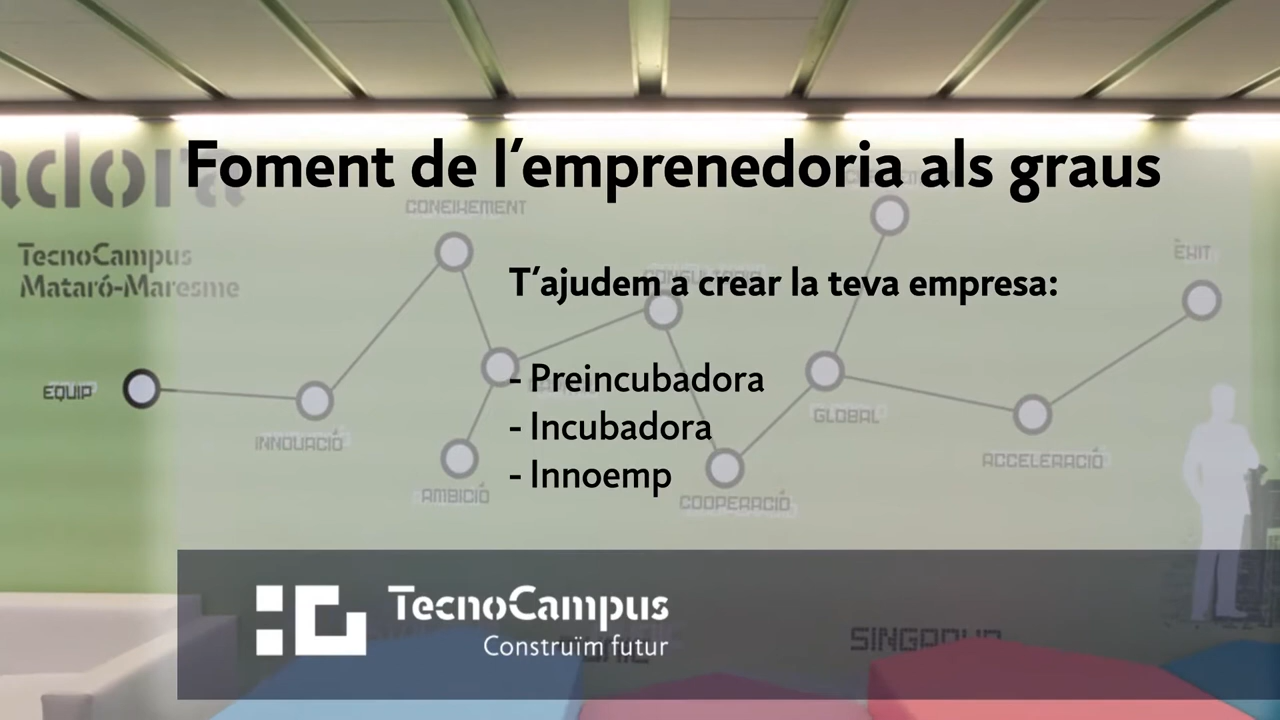 Foment de l'emprenedoria als graus
CONEIXEMENT
TecnoCampus
Mataró-Maresme
ÈXIT
T'ajudem a crear la teva empresa:
EQUIP
- Preincubadora
- Incubadora
- Innoemp
INNOVACIÓ
GLOBAL
ACCELERACIÓ
AMBICIÓ
COOPERACIÓ
TecnoCampus
Construïm futur